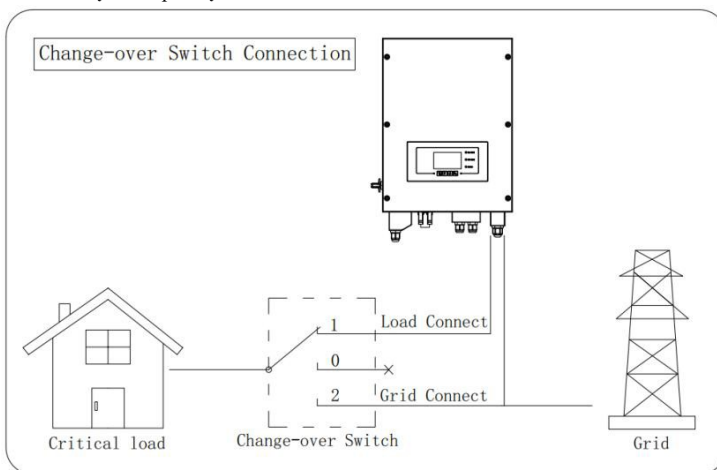 Change-over Switch Connection
1 Load Connect
0
2 Grid Connect
Critical load
Change-over Switch
Grid